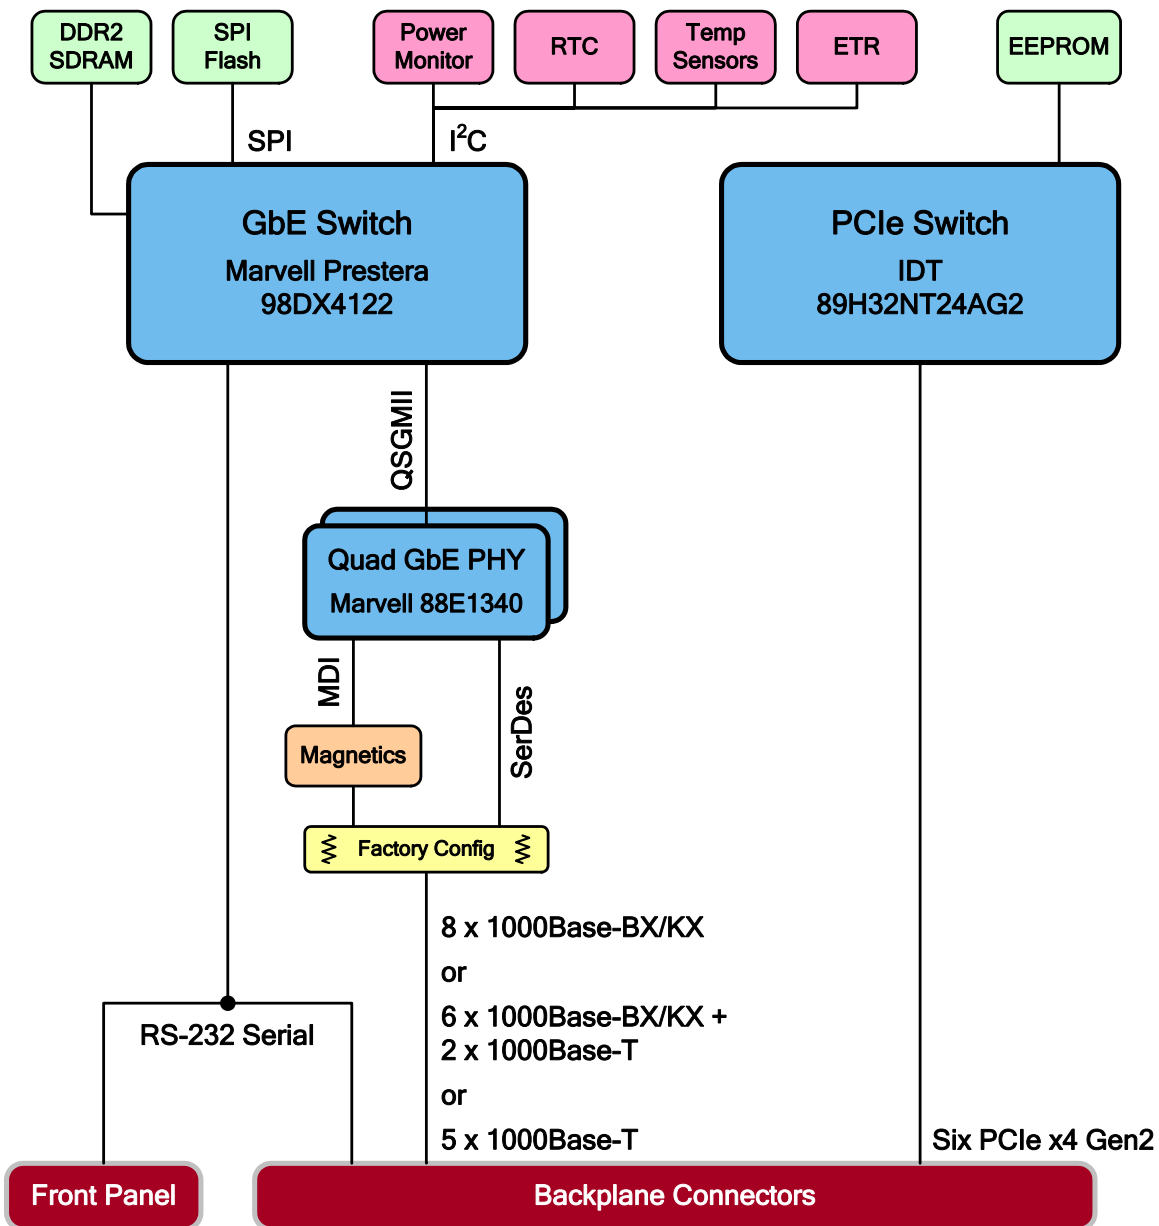 DDR2
SDRAM
SPI
Flash
Power
Monitor
RTC
Temp
Sensors
ETR
EEPROM
SPI
I²C
GbE Switch
Marvell Prestera
98DX4122
PCIe Switch
IDT
89H32NT24AG2
QSGMII
Quad GbE PHY
Marvell 88E1340
MDI
SerDes
Magnetics
Factory Config
8 x 1000Base-BX/KX
or
6 x 1000Base-BX/KX +
2 x 1000Base-T
or
5 x 1000Base-T
RS-232 Serial
Six PCIe x4 Gen2
Front Panel
Backplane Connectors